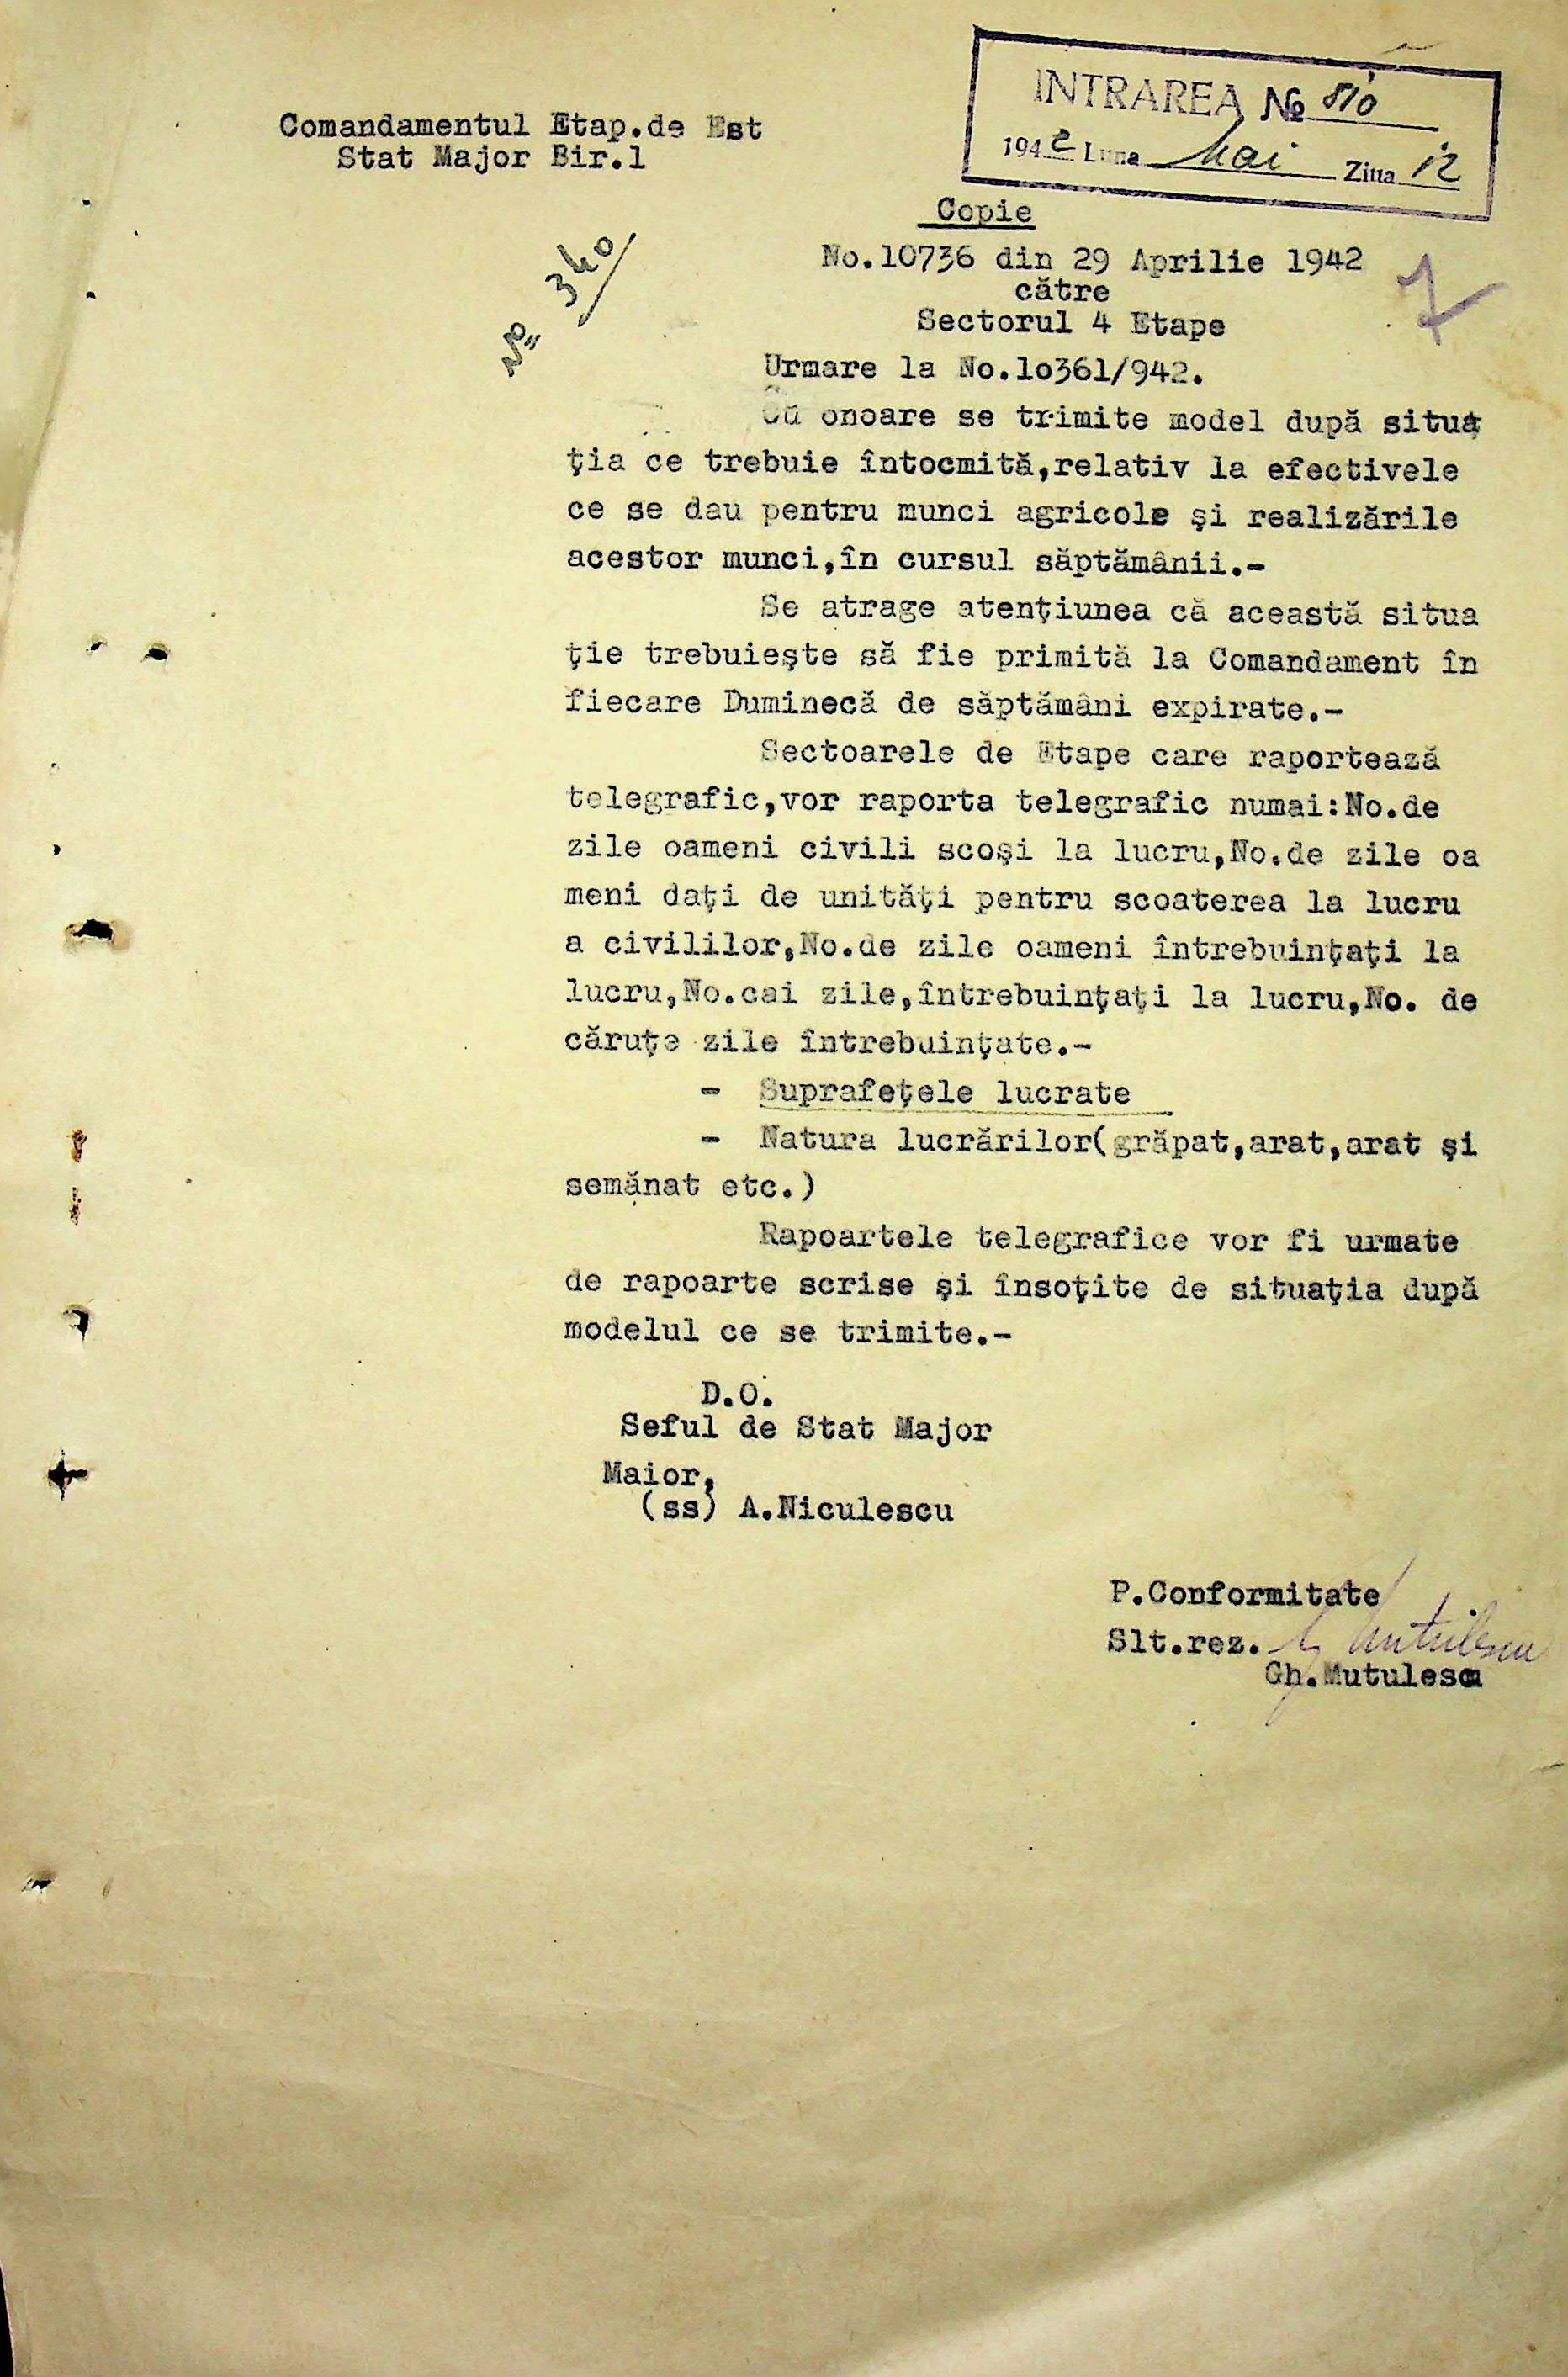 INTRAREA № 810
1942 Luna Mai Ziua 12
Comandamentul Etap.de Est
Stat Major Bir.1
Copie
No 340
No.10736 din 29 Aprilie 1942
către
7
Sectorul 4 Etape
Urmare la No.lo361/942.
Cu onoare se trimite model după situa
ţia ce trebuie întocmită,relativ la efectivele
ce se dau pentru munci agricole şi realizările
acestor munci,în cursul săptămânii.-
Se atrage atenţiunea că această situa
ţie trebuieşte să fie primită la Comandament în
fiecare Duminecă de săptămâni expirate.-
Sectoarele de Etape care raportează
telegrafic,vor raporta telegrafic numai:No.de
zile oameni civili scoşi la lucru,No.de zile oa
meni daţi de unităţi pentru scoaterea la lucru
a civililor,No.de zile oameni întrebuinţaţi la
lucru,No.cai zile,întrebuinţaţi la lucru,No. de
căruţe zile întrebuinţate.-
- Suprafeţele lucrate
- Natura lucrărilor(grăpat,arat,arat şi
semănat etc.)
Rapoartele telegrafice vor fi urmate
de rapoarte scrise şi însoţite de situaţia după
modelul ce se trimite.-
D.O.
Seful de Stat Major
Maior,
(ss) A.Niculescu
P.Conformitate
Slt.rez. Gh Mutulescu
Gh.Mutulescu